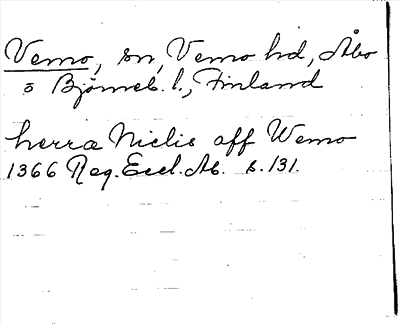 Vemo, sn, Vemo hd, Åbo
o Björneb. l., Finland
herra Niclis aff Wemo
1366 Reg. Eccl. Ab. s. 131.